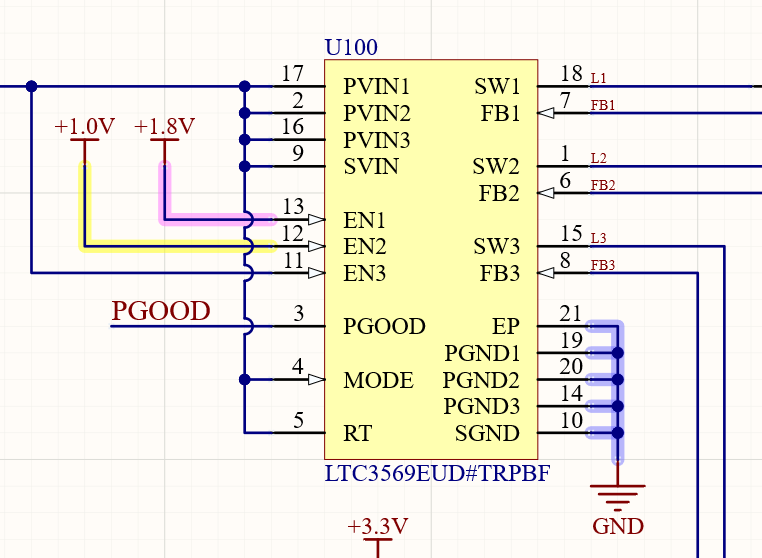 U100
17 PVIN1 SW1 18 L1
2 PVIN2 FB1 7 FB1
+1.0V +1.8V
16 PVIN3
9 SVIN SW2 1 L2
FB2 6 FB2
13 EN1
12 EN2 SW3 15 L3
11 EN3 FB3 8 FB3
PGOOD 3 PGOOD EP 21
PGND1 19
4 MODE PGND2 20
PGND3 14
5 RT SGND 10
LTC3569EUD#TRPBF
+3.3V GND